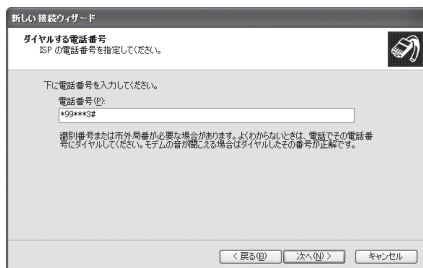 新しい接続ウィザード
ダイヤルする電話番号
ISP の電話番号を指定してください。
下に電話番号を入力してください。
電話番号(P):
*99***3#
識別番号または市外局番が必要な場合があります。よくわからないときは、電話でその電話番
号にダイヤルしてください。モデムの音が聞こえる場合はダイヤルしたその番号が正解です。
< 戻る(B) 次へ(N) > キャンセル